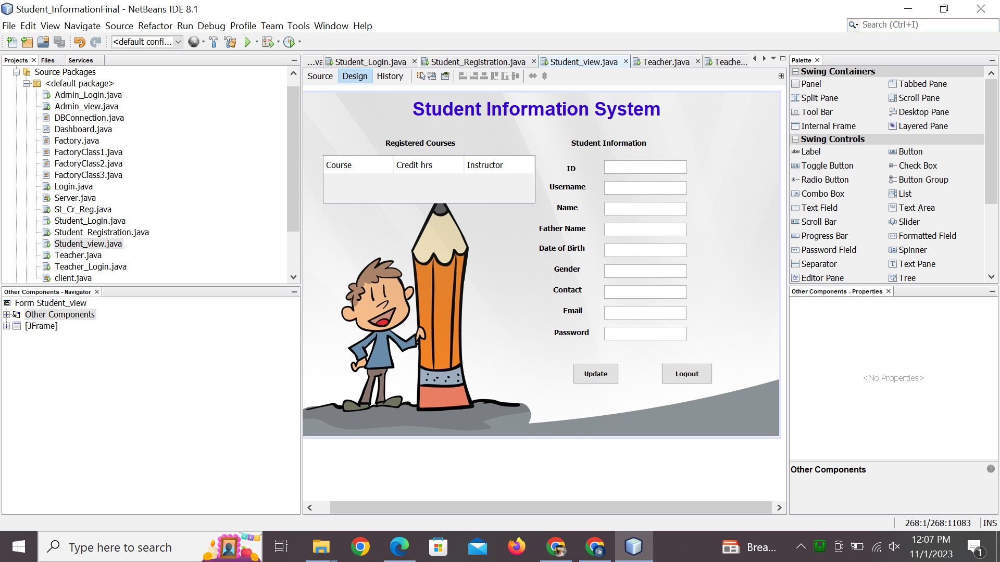 Student_InformationFinal - NetBeans IDE 8.1
File Edit View Navigate Source Refactor Run Debug Profile Team Tools Window Help
Search (Ctrl+I)
<default confi...
Projects Files Services
Source Packages
<default package>
Admin_Login.java
Admin_view.java
DBConnection.java
Dashboard.java
Factory.java
FactoryClass1.java
FactoryClass2.java
FactoryClass3.java
Login.java
Server.java
St_Cr_Reg.java
Student_Login.java
Student_Registration.java
Student_view.java
Teacher.java
Teacher_Login.java
client.java
Other Components - Navigator
Form Student_view
Other Components
[JFrame]
...va Student_Login.java Student_Registration.java Student_view.java Teacher.java Teache...
Source Design History
Student Information System
Registered Courses
Course Credit hrs Instructor
Student Information
ID
Username
Name
Father Name
Date of Birth
Gender
Contact
Email
Password
Update Logout
Palette
Swing Containers
Panel Tabbed Pane
Split Pane Scroll Pane
Tool Bar Desktop Pane
Internal Frame Layered Pane
Swing Controls
Label Button
Toggle Button Check Box
Radio Button Button Group
Combo Box List
Text Field Text Area
Scroll Bar Slider
Progress Bar Formatted Field
Password Field Spinner
Separator Text Pane
Editor Pane Tree
Other Components - Properties
<No Properties>
Other Components
268:1/268:11083 INS
Type here to search
Brea...
12:07 PM
11/1/2023
1